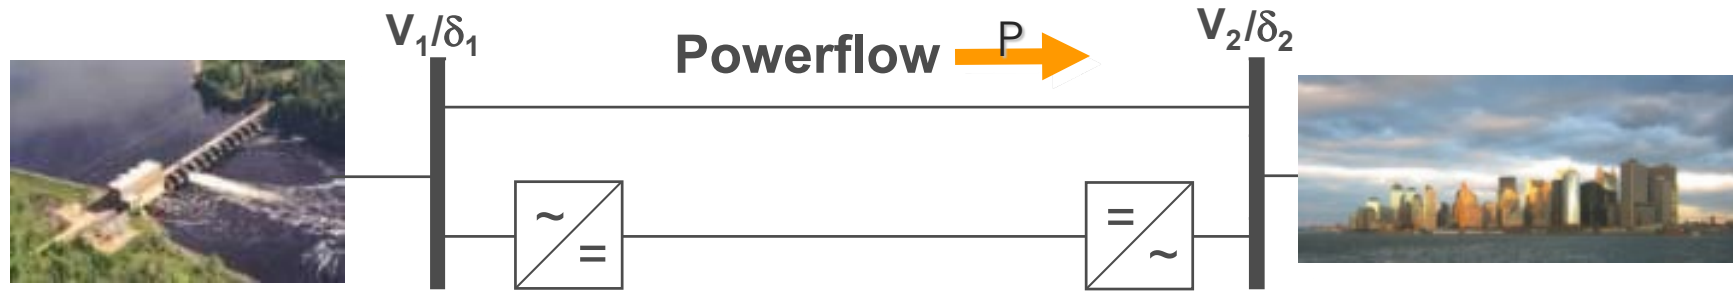 V₁/δ₁
Powerflow P
V₂/δ₂
~
=
=
~